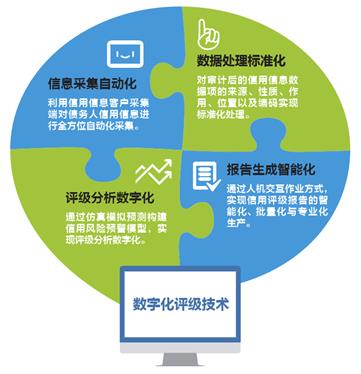 信息采集自动化
利用信用信息客户采集
端对债务人信用信息进
行全方位自动化采集。
数据处理标准化
对审计后的信用信息数
据项的来源、性质、作
用、位置以及编码实现
标准化处理。
评级分析数字化
通过仿真模拟预测构建
信用风险预警模型，实
现评级分析数字化。
报告生成智能化
通过人机交互作业方式，
实现信用评级报告的智
能化、批量化与专业化
生产。
数字化评级技术